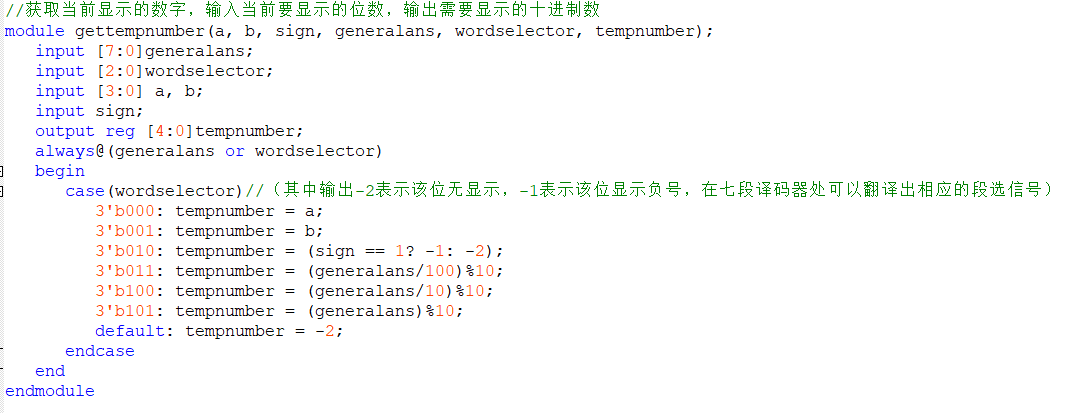 //获取当前显示的数字，输入当前要显示的位数，输出需要显示的十进制数
module gettempnumber(a, b, sign, generalans, wordselector, tempnumber);
   input [7:0]generalans;
   input [2:0]wordselector;
   input [3:0] a, b;
   input sign;
   output reg [4:0]tempnumber;
   always@(generalans or wordselector)
   begin
      case(wordselector)//（其中输出-2表示该位无显示，-1表示该位显示负号，在七段译码器处可以翻译出相应的段选信号）
         3'b000: tempnumber = a;
         3'b001: tempnumber = b;
         3'b010: tempnumber = (sign == 1? -1: -2);
         3'b011: tempnumber = (generalans/100)%10;
         3'b100: tempnumber = (generalans/10)%10;
         3'b101: tempnumber = (generalans)%10;
         default: tempnumber = -2;
      endcase
   end
endmodule